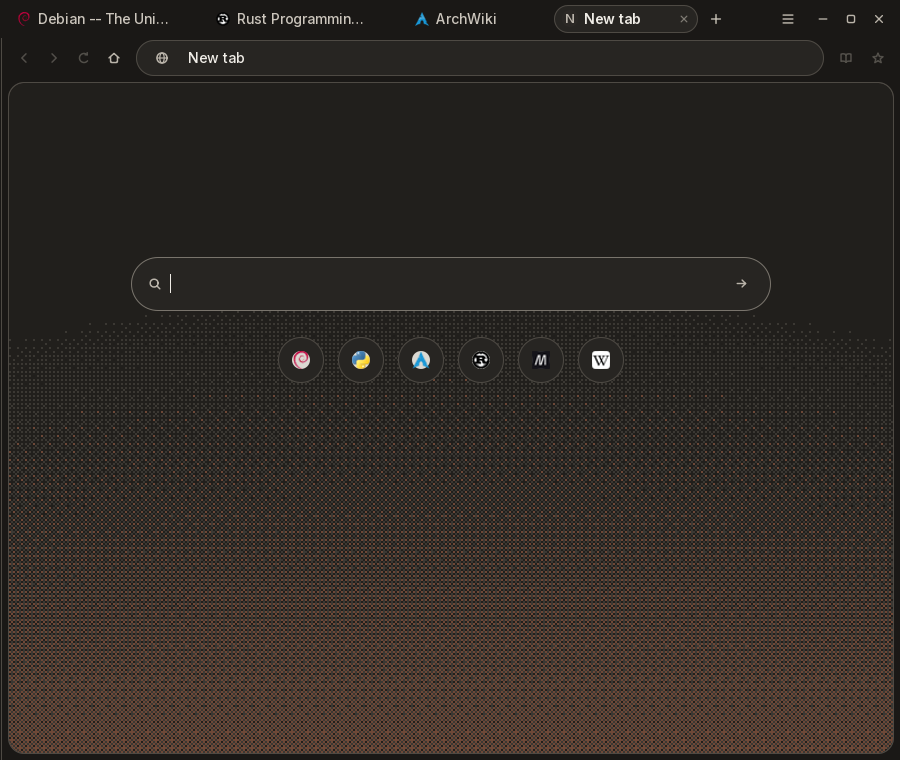 Debian -- The Uni...
Rust Programmin...
ArchWiki
N New tab
New tab